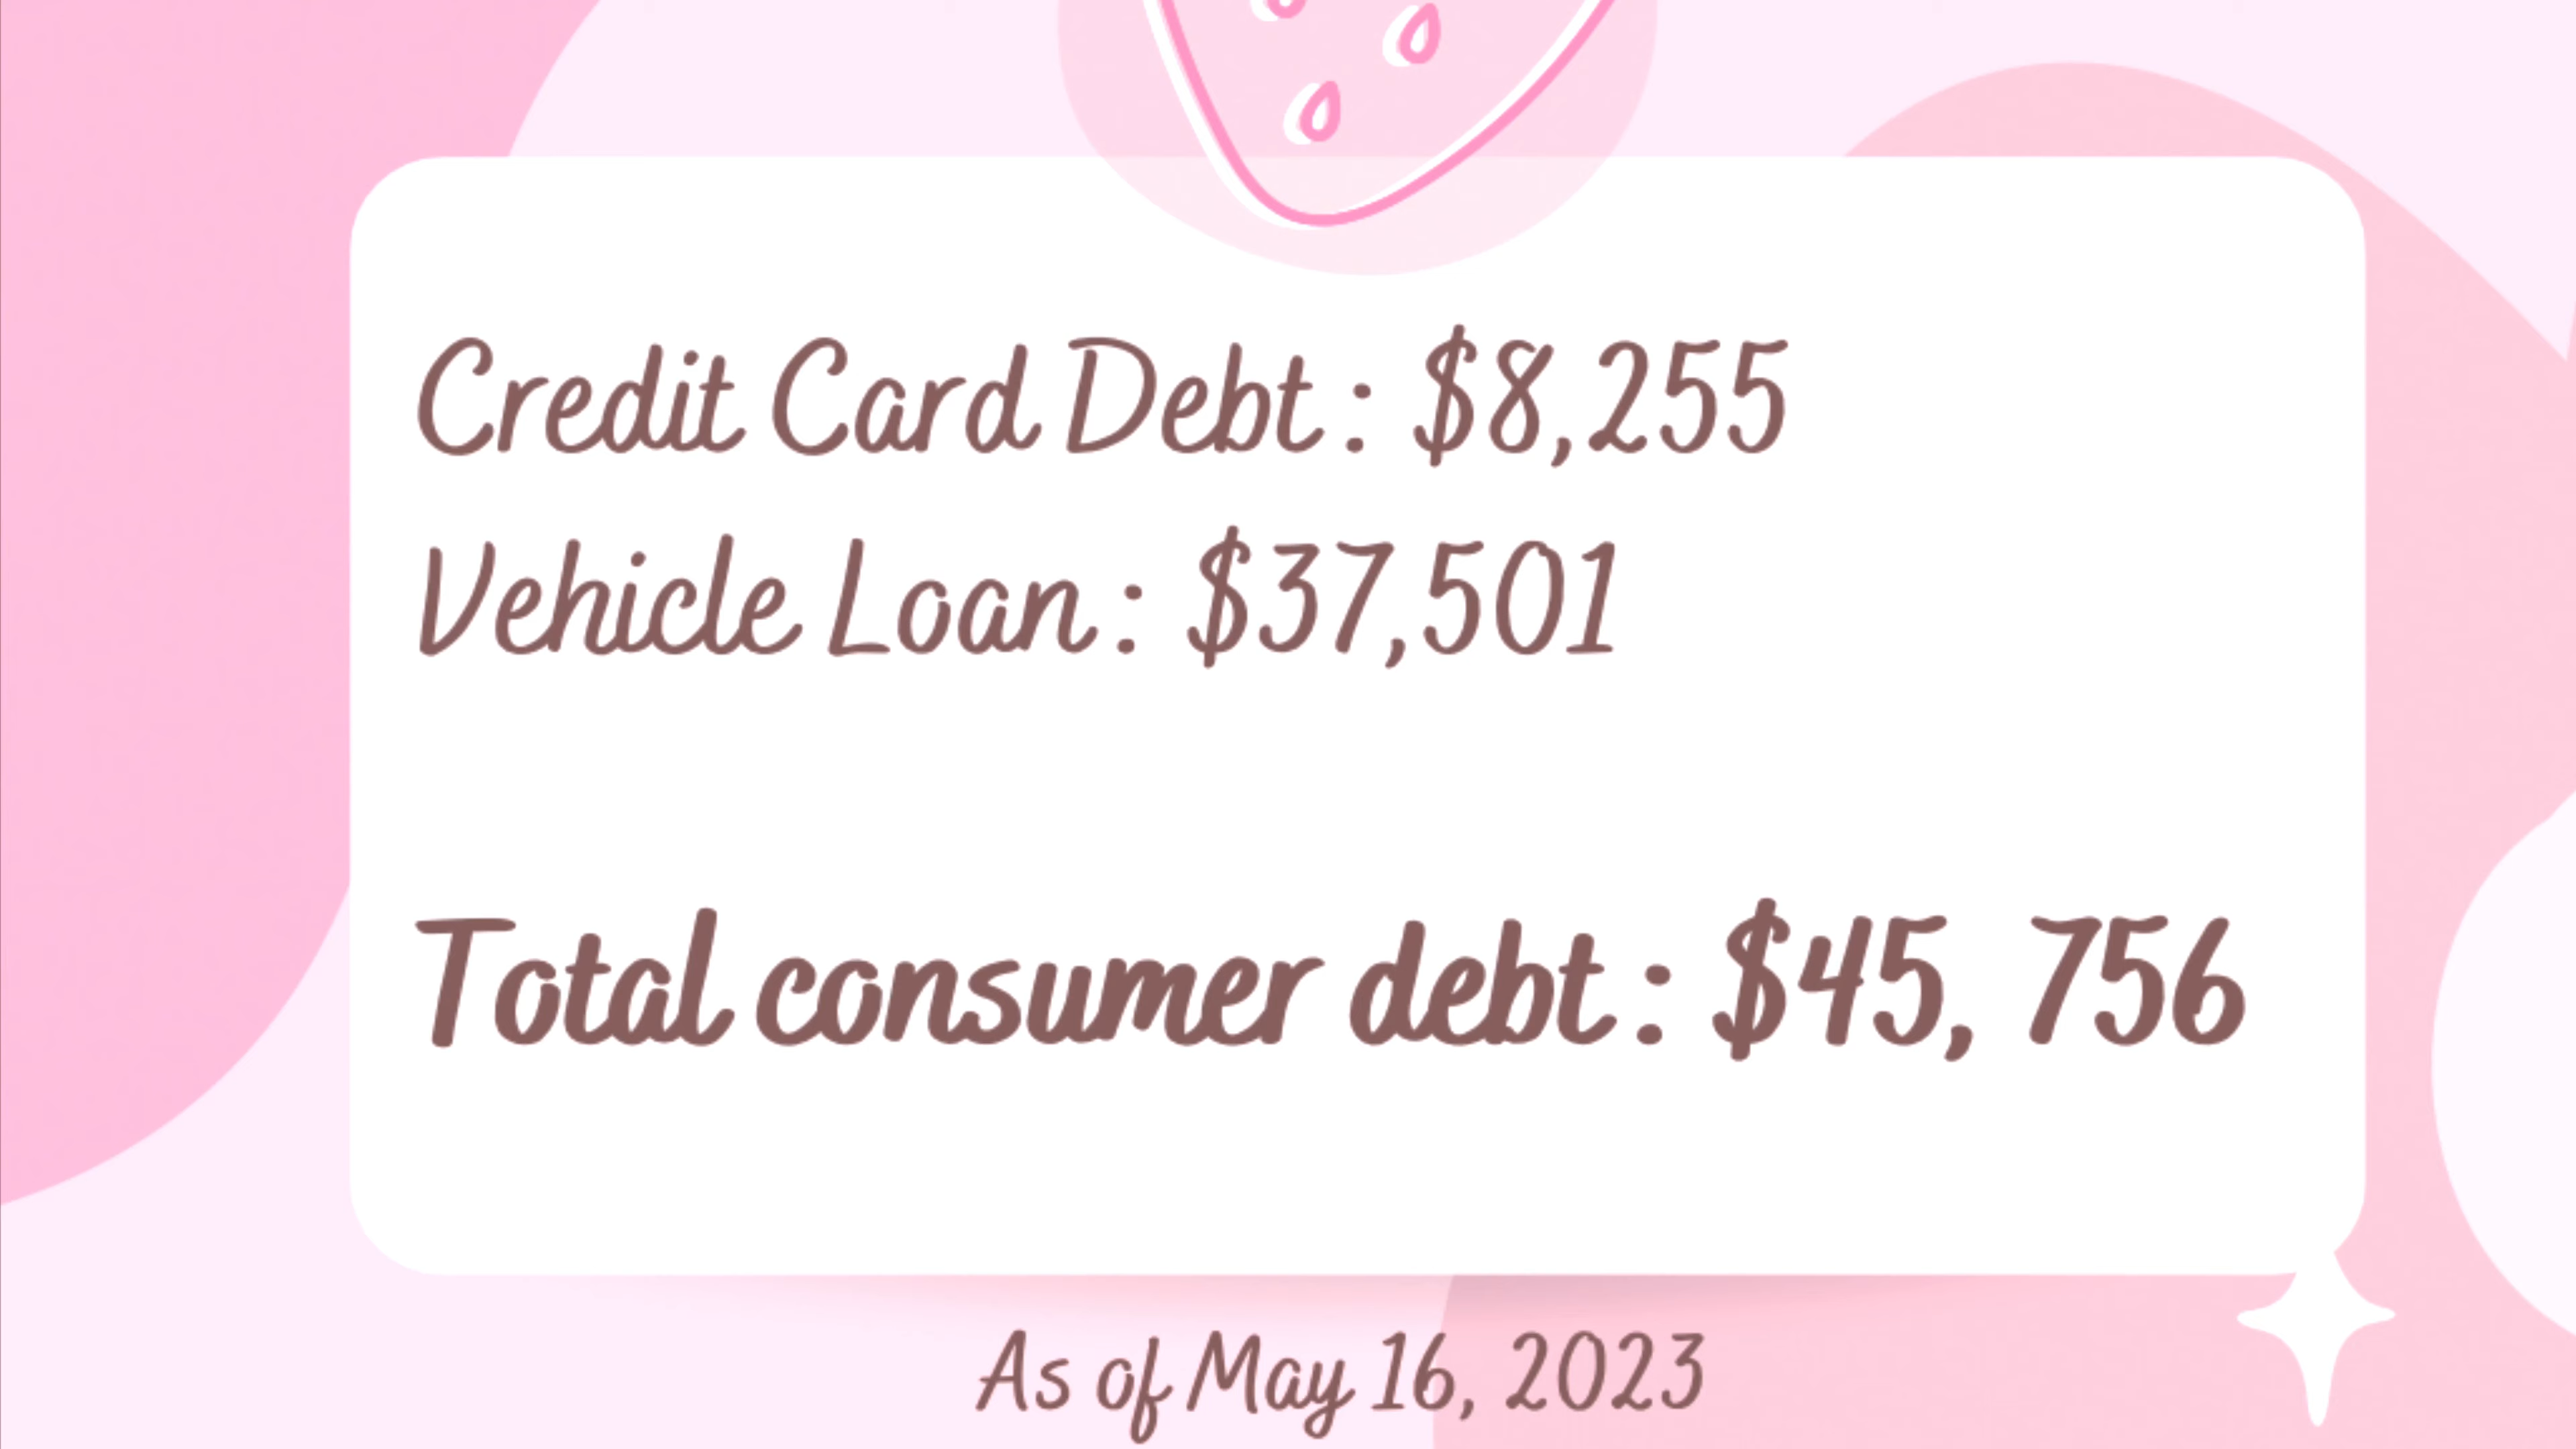 Credit Card Debt : $8,255
Vehicle Loan : $37,501
Total consumer debt : $45, 756
As of May 16, 2023